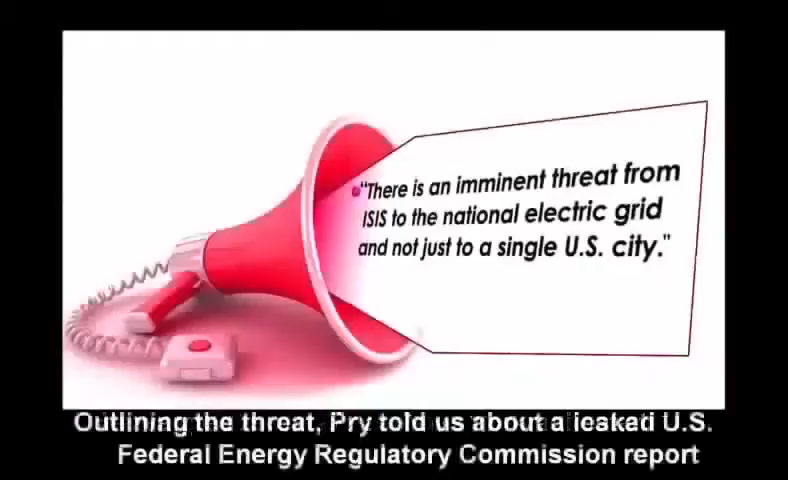 "There is an imminent threat from
ISIS to the national electric grid
and not just to a single U.S. city."
Outlining the threat, Pry told us about a leaked U.S.
Federal Energy Regulatory Commission report